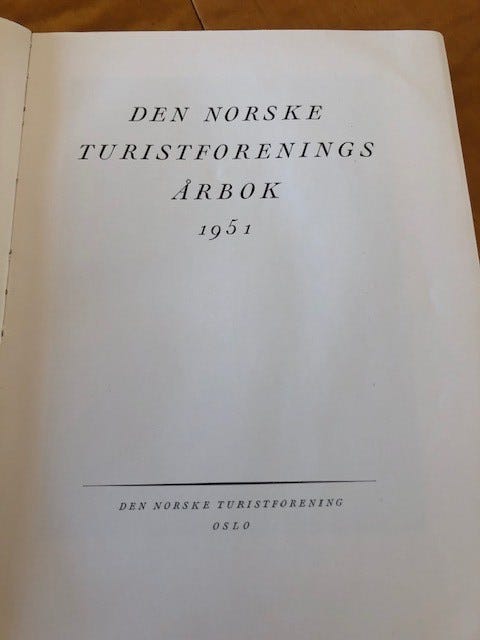 DEN NORSKE
TURISTFORENINGS
ÅRBOK
1951
DEN NORSKE TURISTFORENING
OSLO